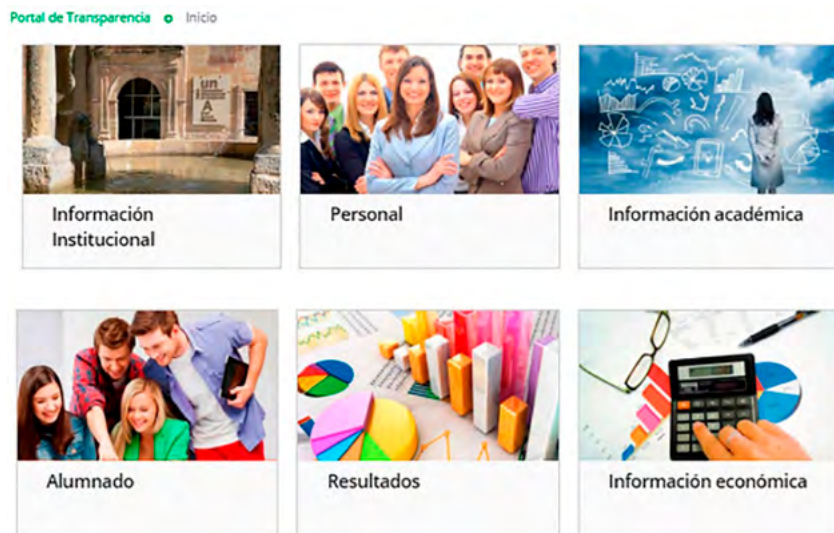 Portal de Transparencia Inicio
Información
Institucional
Personal
Información académica
Alumnado
Resultados
Información económica